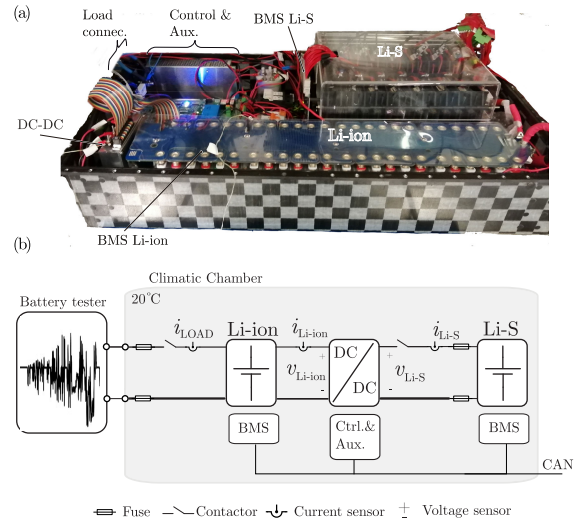 (a)
Load
connec.
Control &
Aux.
BMS Li-S
Li-S
DC-DC
Li-ion
BMS Li-ion
(b)
Climatic Chamber
20°C
Battery tester
i_LOAD
Li-ion
i_Li-ion
i_Li-S
Li-S
+
DC
+
v_Li-ion
DC
v_Li-S
-
-
BMS
Ctrl.&
Aux.
BMS
CAN
Fuse
Contactor
Current sensor
+
-
Voltage sensor